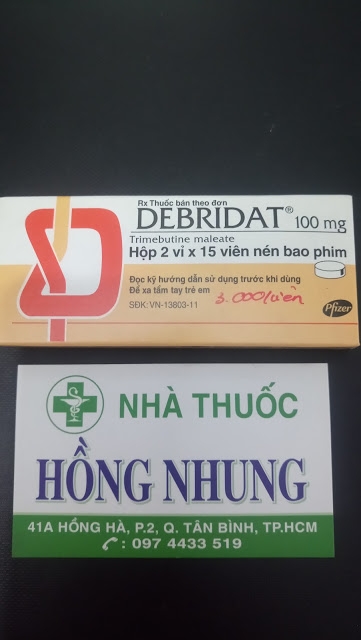 Rx Thuốc bán theo đơn
DEBRIDAT® 100 mg
Trimebutine maleate
Hộp 2 vỉ x 15 viên nén bao phim
Đọc kỹ hướng dẫn sử dụng trước khi dùng
Để xa tầm tay trẻ em
SĐK: VN-13803-11
3.000/viên
Pfizer
NHÀ THUỐC
HỒNG NHUNG
41A HỒNG HÀ, P.2, Q. TÂN BÌNH, TP.HCM
: 097 4433 519